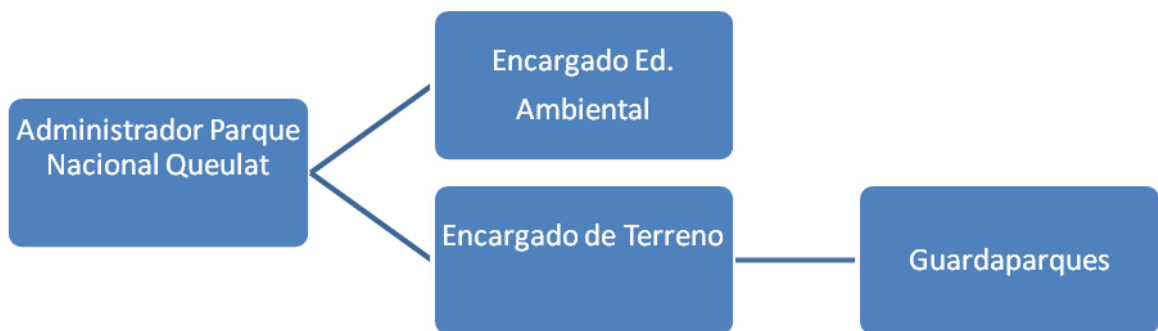 Administrador Parque
Nacional Queulat
Encargado Ed.
Ambiental
Encargado de Terreno
Guardaparques